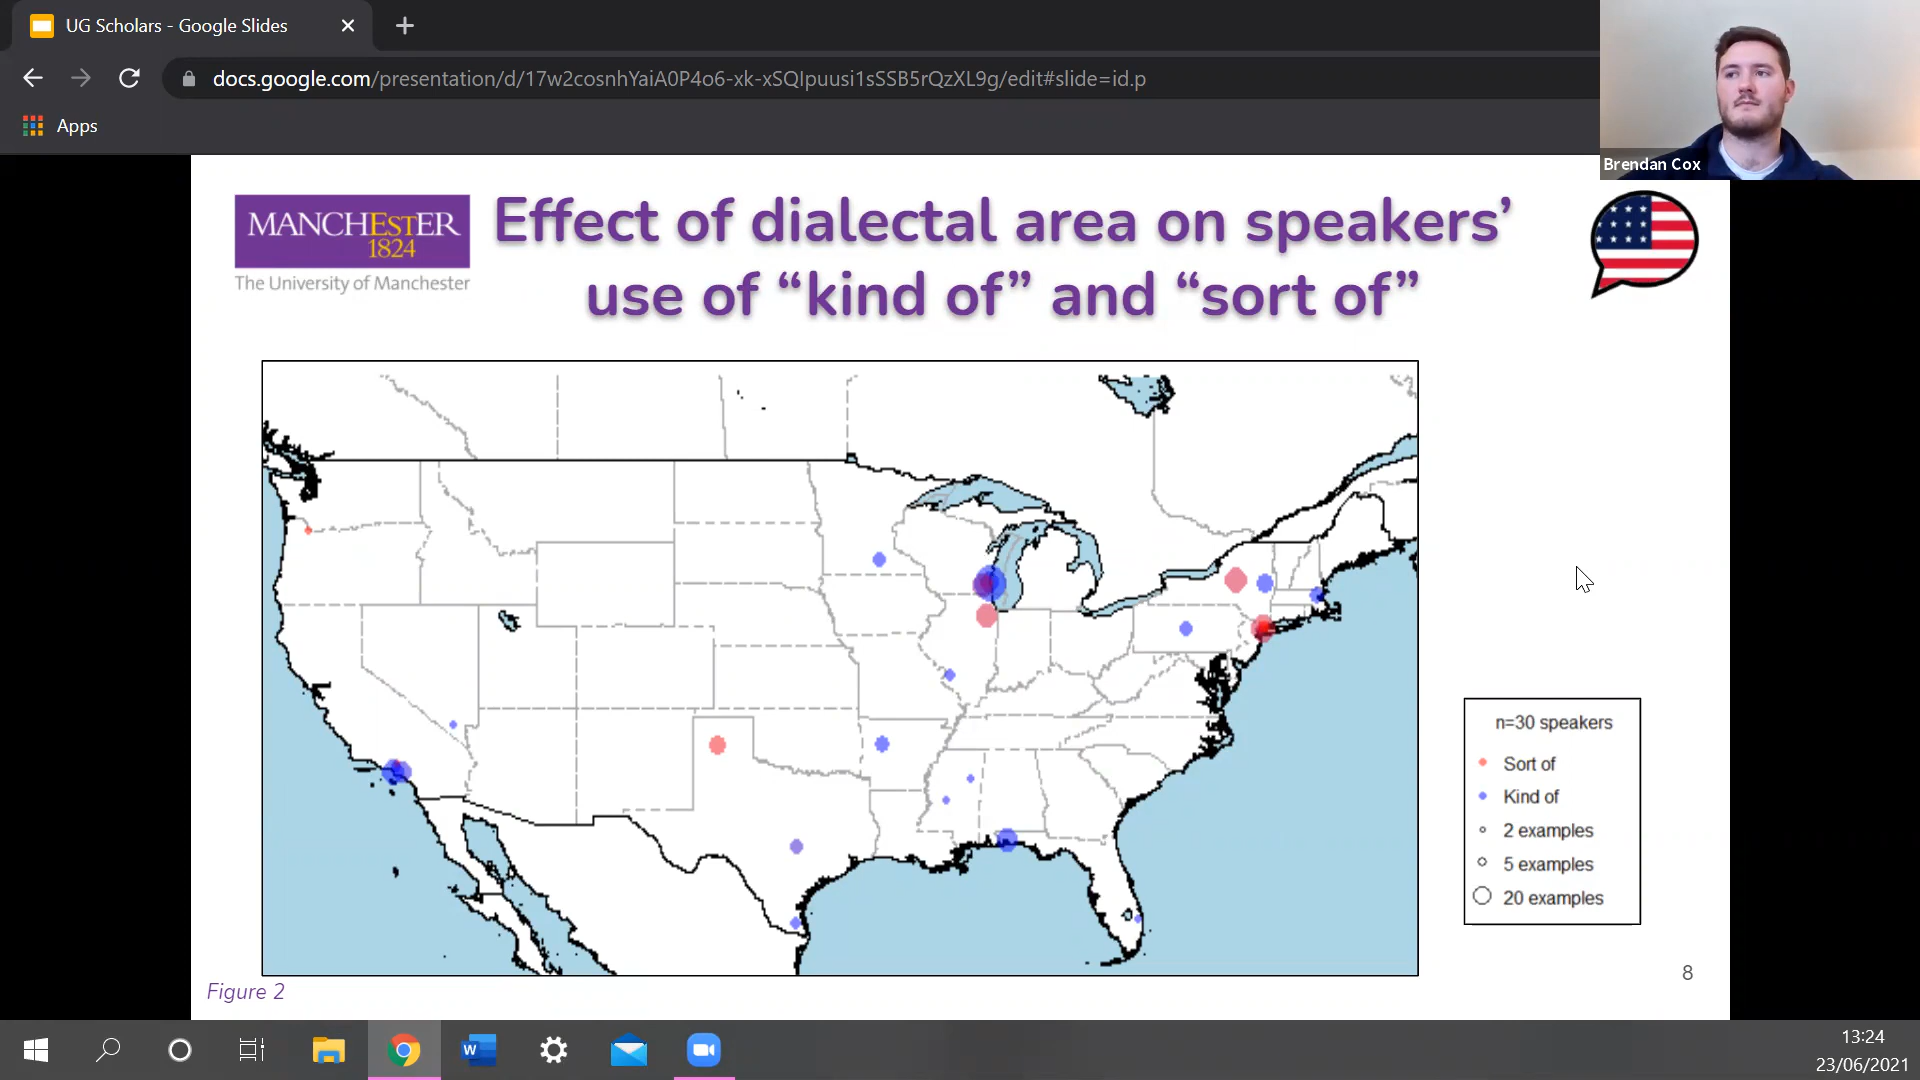 UG Scholars - Google Slides
docs.google.com/presentation/d/17w2cosnhYaiA0P4o6-xk-xSQIpuusi1sSSB5rQzXL9g/edit#slide=id.p
Apps
Brendan Cox
MANCHESTER
1824
The University of Manchester
Effect of dialectal area on speakers’
use of “kind of” and “sort of”
n=30 speakers
Sort of
Kind of
2 examples
5 examples
20 examples
Figure 2
8
13:24
23/06/2021